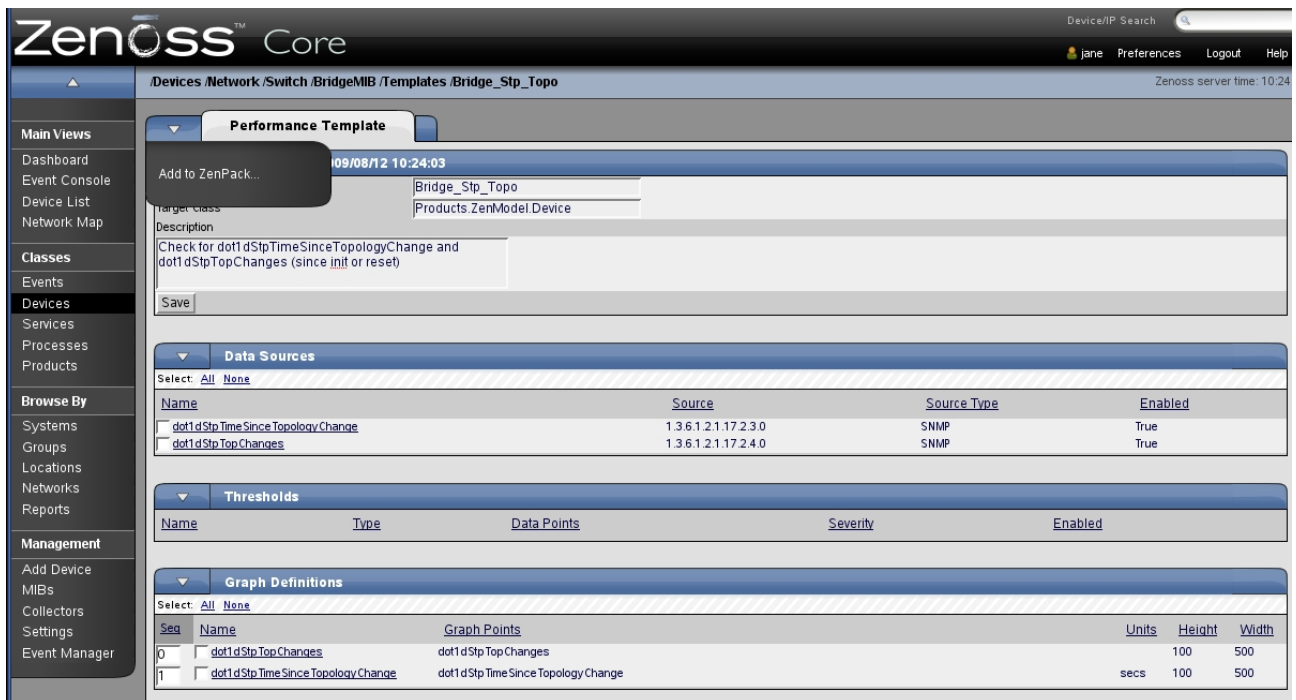 Zenoss™ Core
Device/IP Search
jane Preferences Logout Help
/Devices /Network /Switch /BridgeMIB /Templates /Bridge_Stp_Topo
Zenoss server time: 10:24
Main Views
Dashboard
Event Console
Device List
Network Map
Classes
Events
Devices
Services
Processes
Products
Browse By
Systems
Groups
Locations
Networks
Reports
Management
Add Device
MIBs
Collectors
Settings
Event Manager
Performance Template
Add to ZenPack...
09/08/12 10:24:03
Bridge_Stp_Topo
Target Class Products.ZenModel.Device
Description
Check for dot1dStpTimeSinceTopologyChange and
dot1dStpTopChanges (since init or reset)
Save
Data Sources
Select: All None
Name Source Source Type Enabled
dot1dStpTimeSinceTopologyChange 1.3.6.1.2.1.17.2.3.0 SNMP True
dot1dStpTopChanges 1.3.6.1.2.1.17.2.4.0 SNMP True
Thresholds
Name Type Data Points Severity Enabled
Graph Definitions
Select: All None
Seq Name Graph Points Units Height Width
0 dot1dStpTopChanges dot1dStpTopChanges 100 500
1 dot1dStpTimeSinceTopologyChange dot1dStpTimeSinceTopologyChange secs 100 500